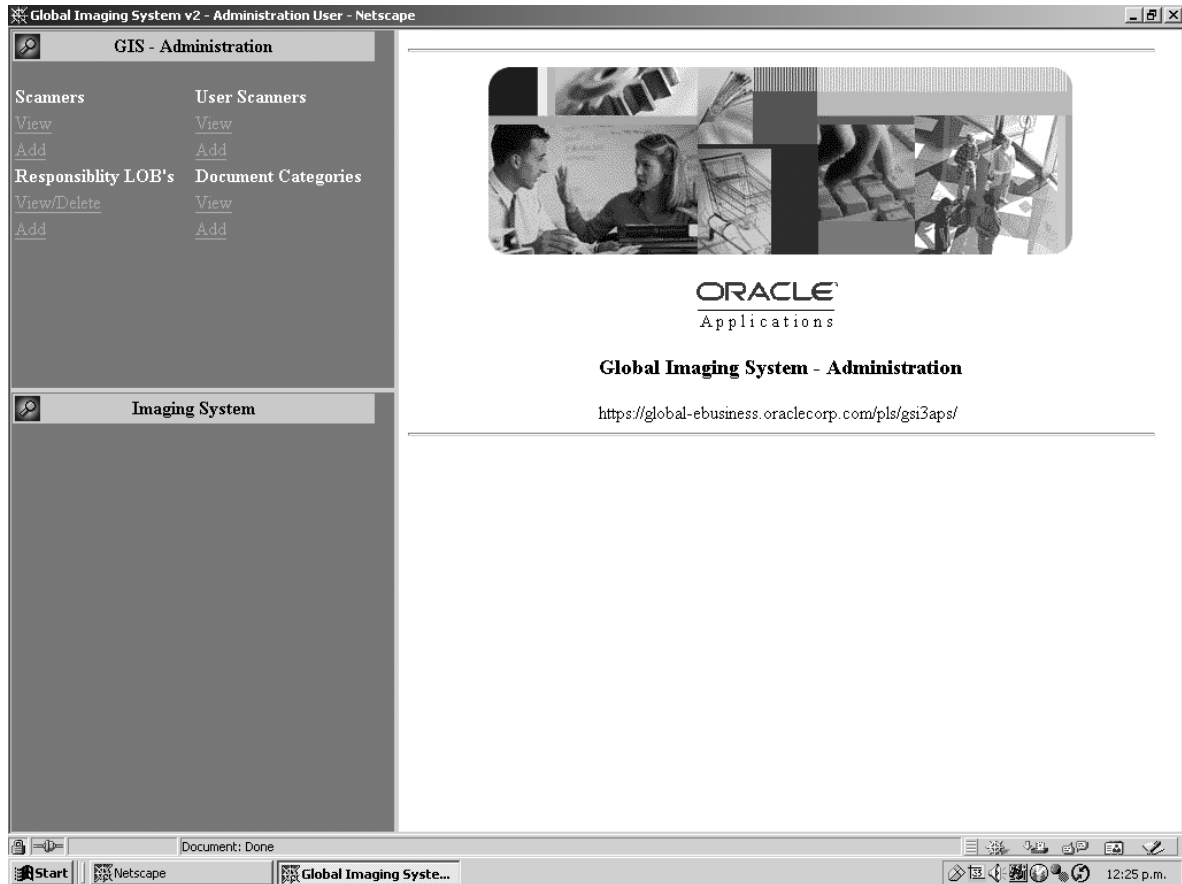 Global Imaging System v2 - Administration User - Netscape
GIS - Administration
Scanners
User Scanners
View
View
Add
Add
Responsiblity LOB's
Document Categories
View/Delete
View
Add
Add
Imaging System
ORACLE
Applications
Global Imaging System - Administration
https://global-ebusiness.oraclecorp.com/pls/gsi3aps/
Document: Done
Start
Netscape
Global Imaging Syste...
12:25 p.m.